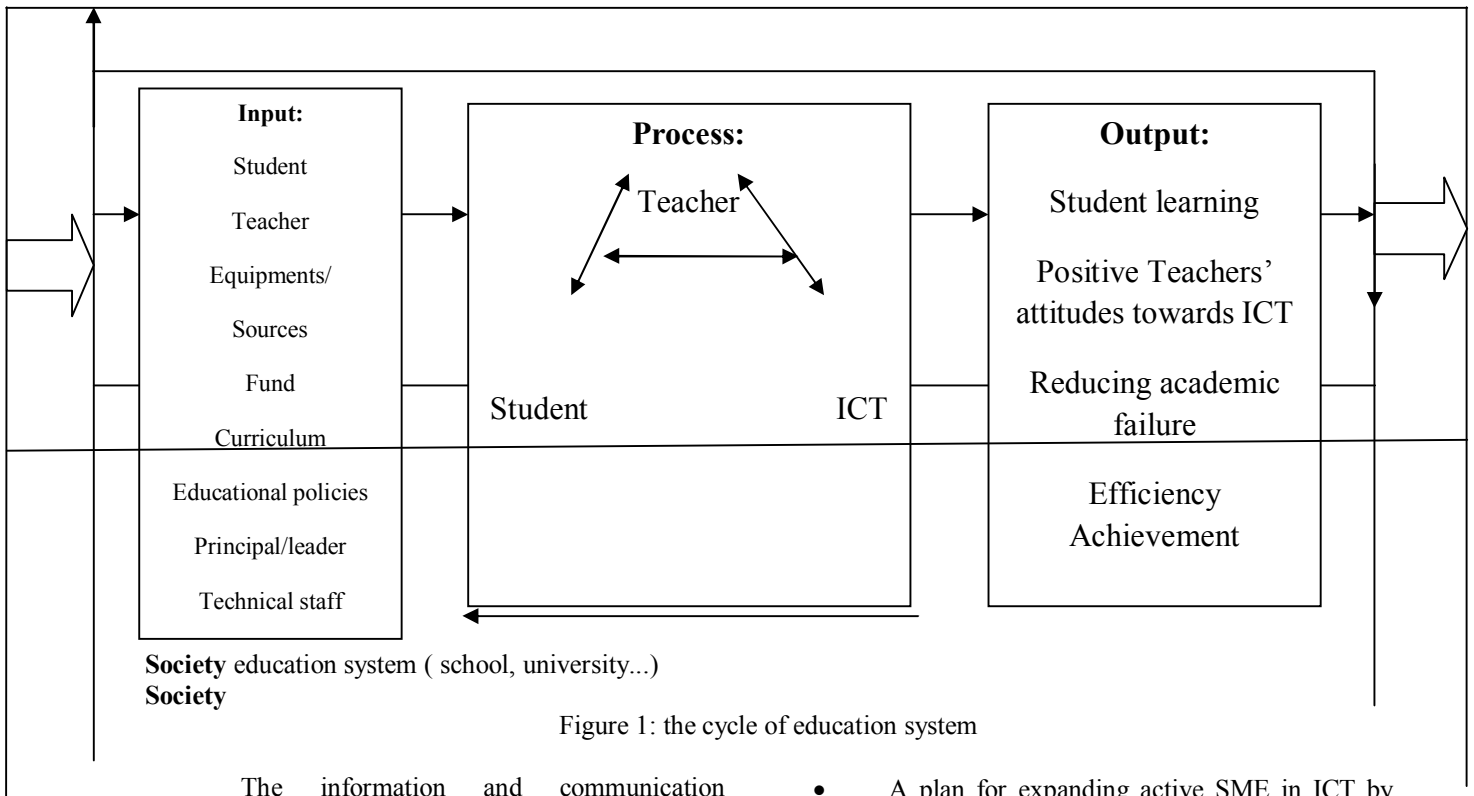 Input:
Student
Teacher
Equipments/
Sources
Fund
Curriculum
Educational policies
Principal/leader
Technical staff
Process:
Teacher
Student ICT
Output:
Student learning
Positive Teachers’
attitudes towards ICT
Reducing academic
failure
Efficiency
Achievement
Society education system ( school, university...)
Society
Figure 1: the cycle of education system
The information and communication
• A plan for expanding active SME in ICT by